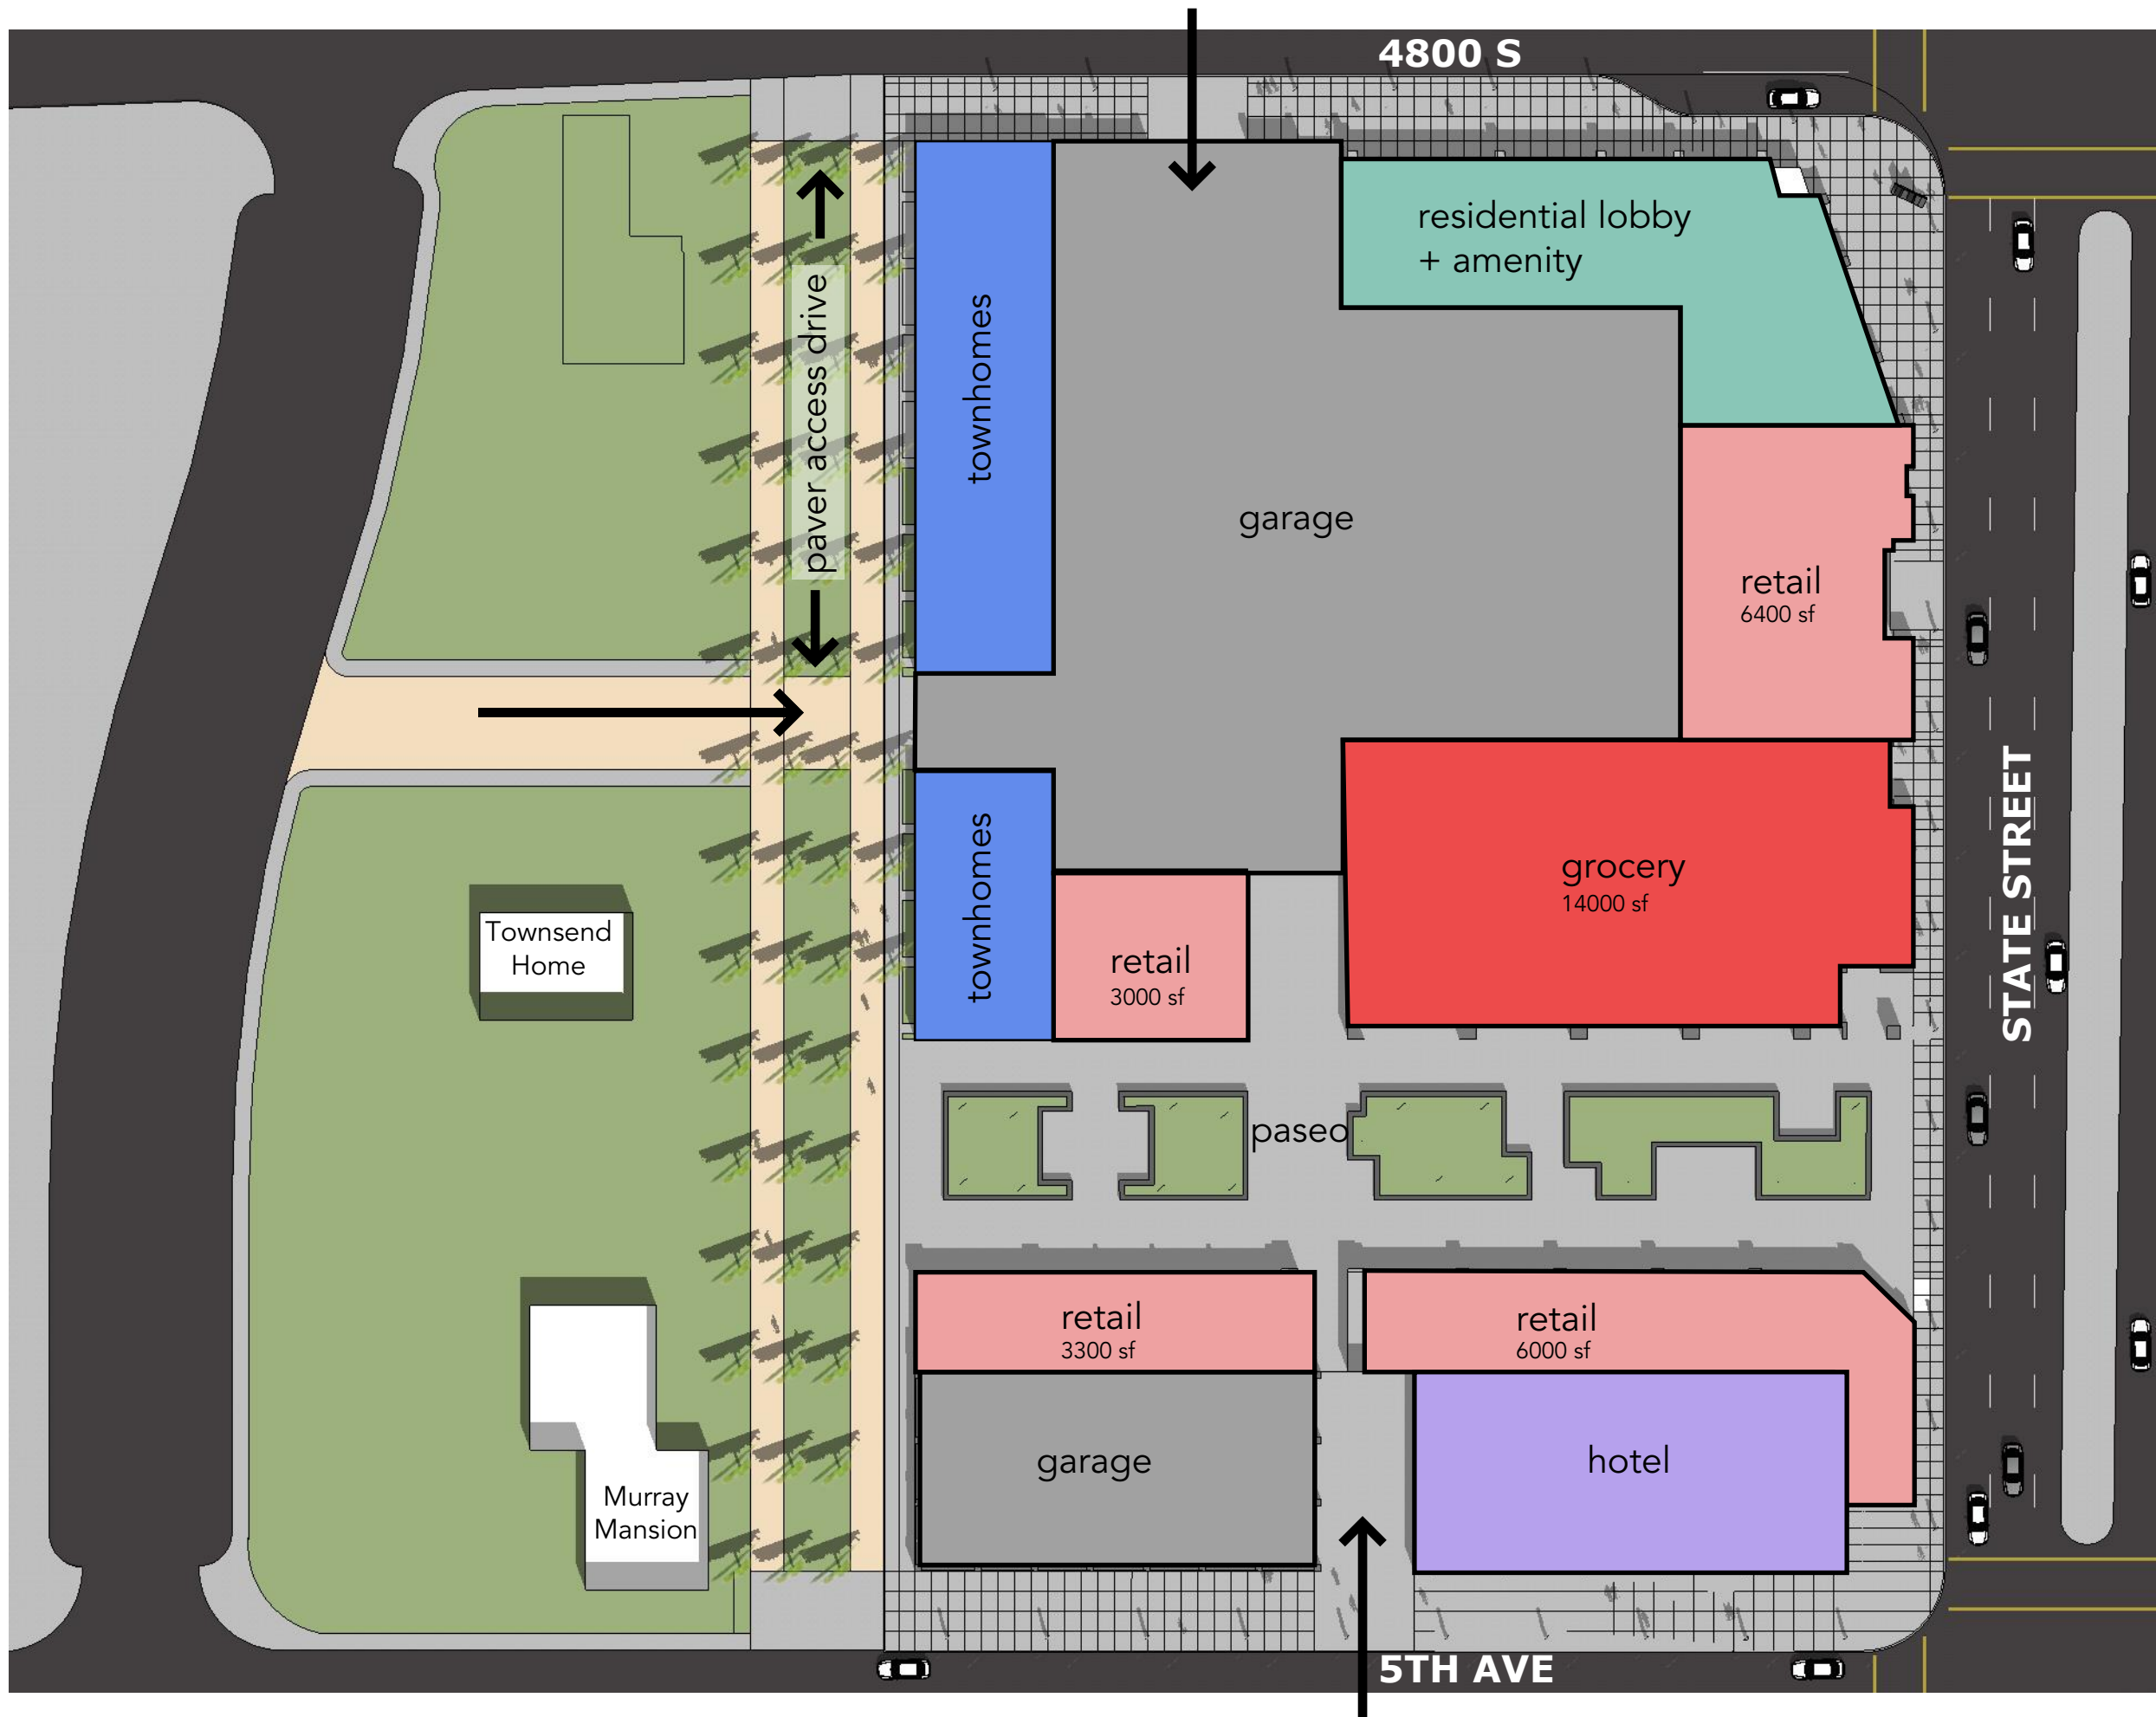 4800 S
residential lobby
+ amenity
townhomes
paver access drive
garage
retail
6400 sf
STATE STREET
grocery
14000 sf
townhomes
retail
3000 sf
Townsend
Home
paseo
retail
3300 sf
retail
6000 sf
garage
hotel
Murray
Mansion
5TH AVE